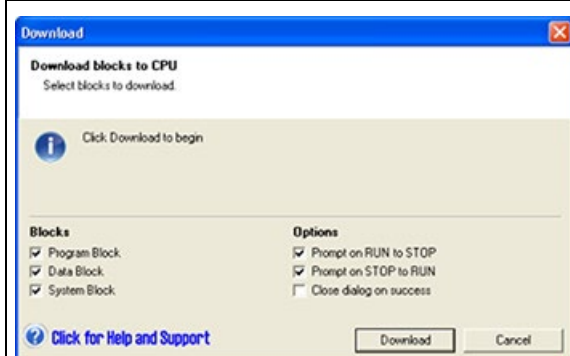 Download
Download blocks to CPU
Select blocks to download.
Click Download to begin
Blocks
Program Block
Data Block
System Block
Options
Prompt on RUN to STOP
Prompt on STOP to RUN
Close dialog on success
Click for Help and Support
Download
Cancel